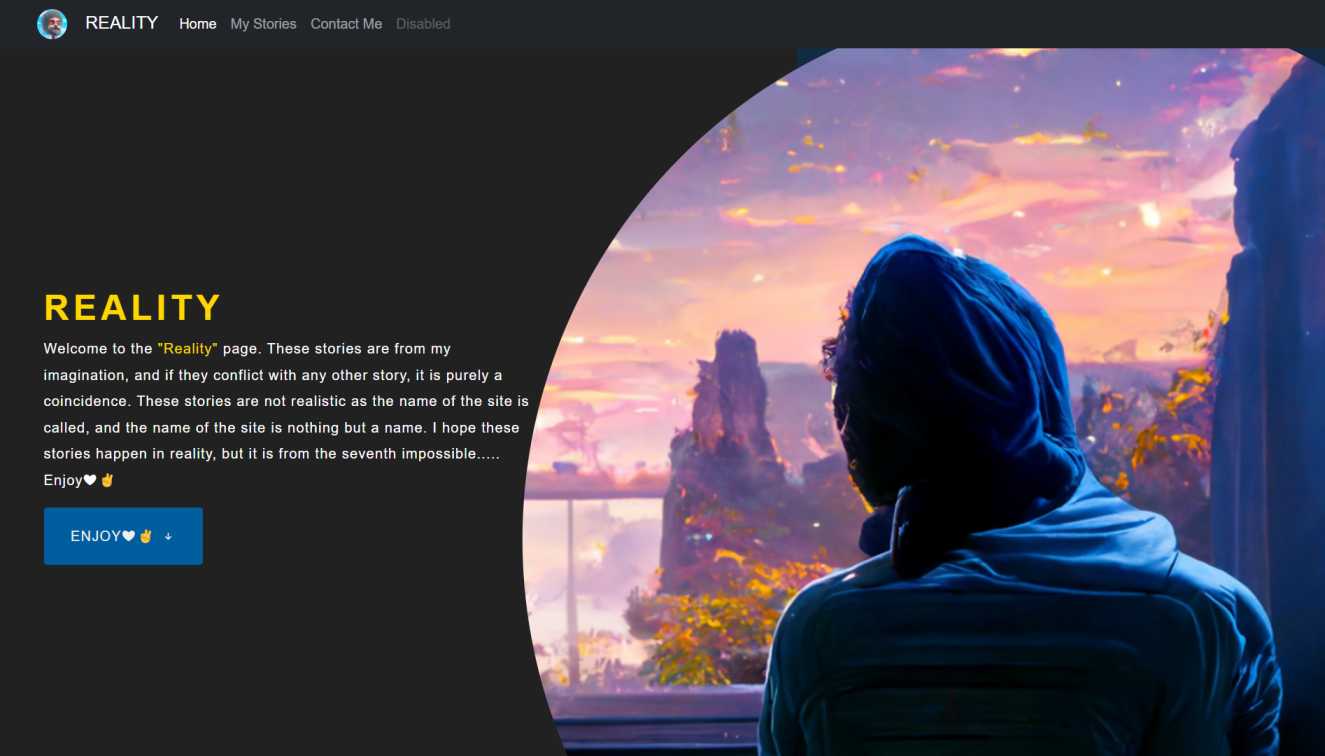 REALITY Home My Stories Contact Me Disabled
REALITY
Welcome to the "Reality" page. These stories are from my
imagination, and if they conflict with any other story, it is purely a
coincidence. These stories are not realistic as the name of the site is
called, and the name of the site is nothing but a name. I hope these
stories happen in reality, but it is from the seventh impossible.....
Enjoy🤍✌️
ENJOY🤍✌️ ↓